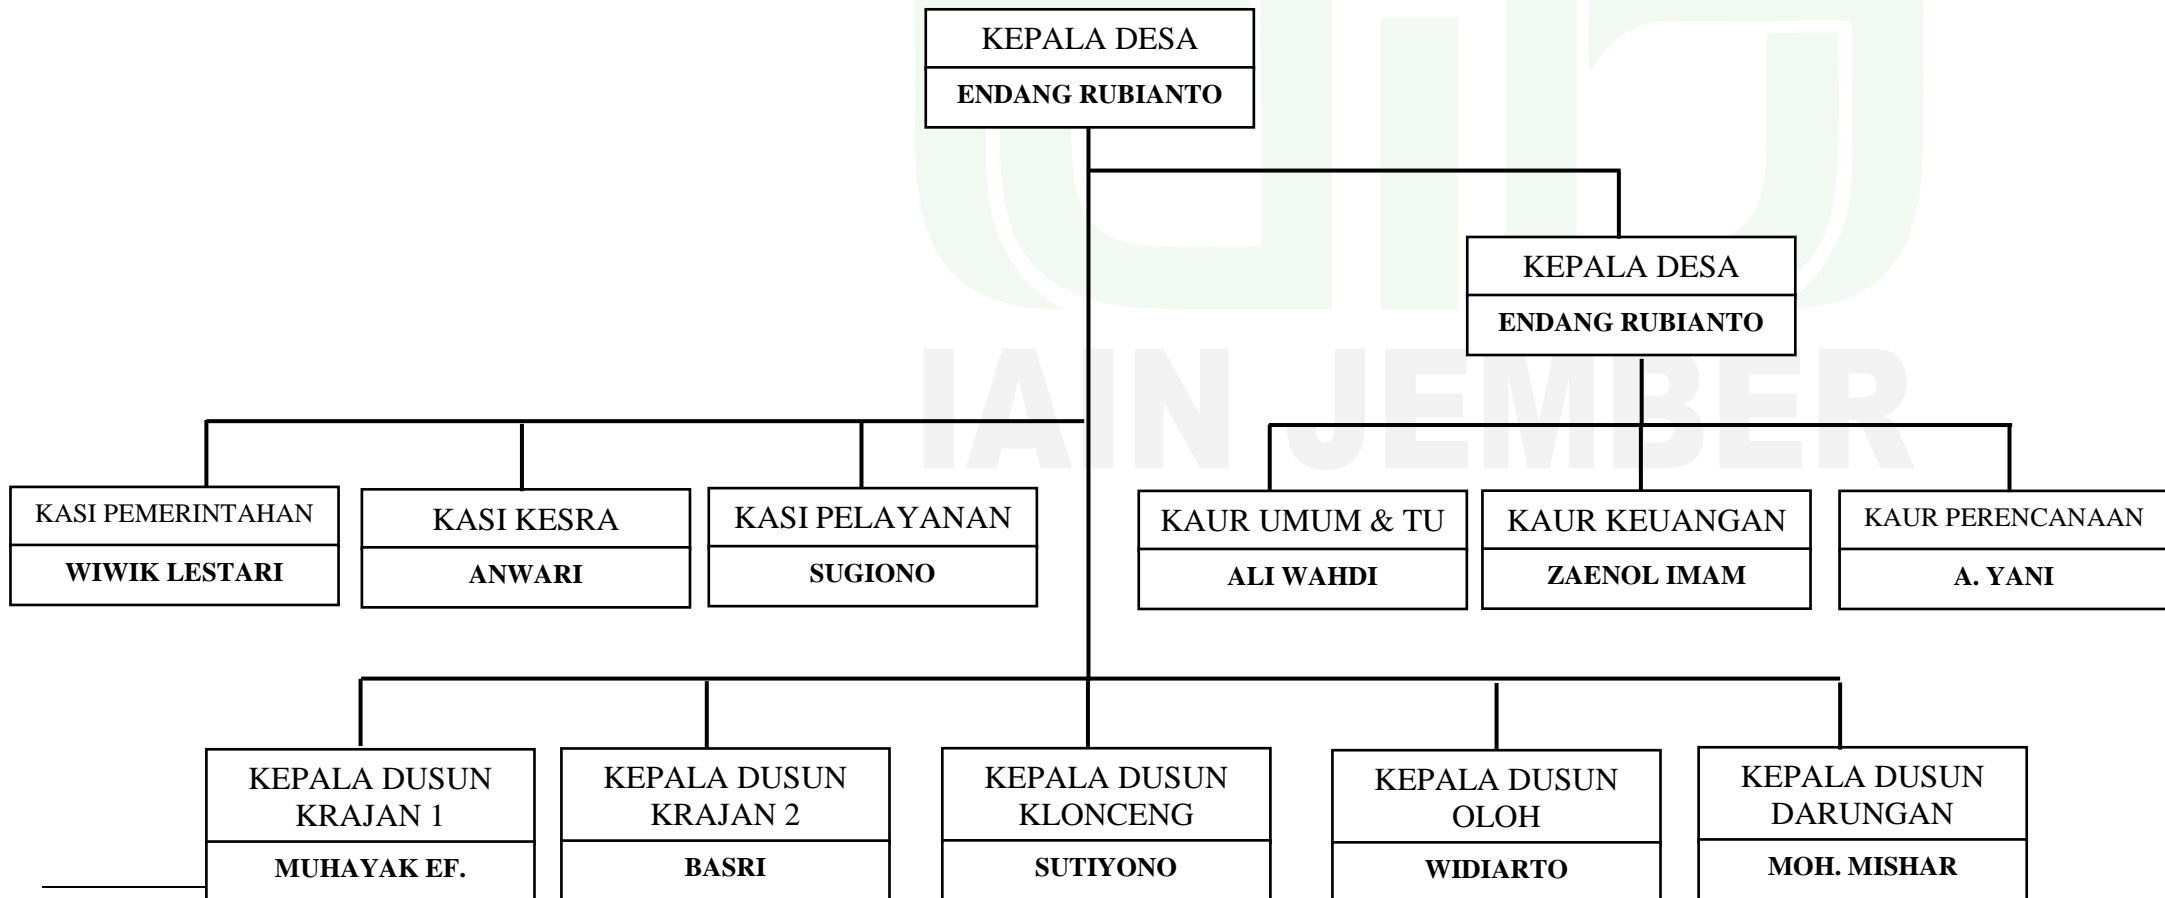 KEPALA DESA
ENDANG RUBIANTO
KEPALA DESA
ENDANG RUBIANTO
IAIN JEMBER
KASI PEMERINTAHAN
WIWIK LESTARI
KASI KESRA
ANWARI
KASI PELAYANAN
SUGIONO
KAUR UMUM & TU
ALI WAHDI
KAUR KEUANGAN
ZAENOL IMAM
KAUR PERENCANAAN
A. YANI
KEPALA DUSUN
KRAJAN 1
MUHAYAK EF.
KEPALA DUSUN
KRAJAN 2
BASRI
KEPALA DUSUN
KLONCENG
SUTIYONO
KEPALA DUSUN
OLOH
WIDIARTO
KEPALA DUSUN
DARUNGAN
MOH. MISHAR